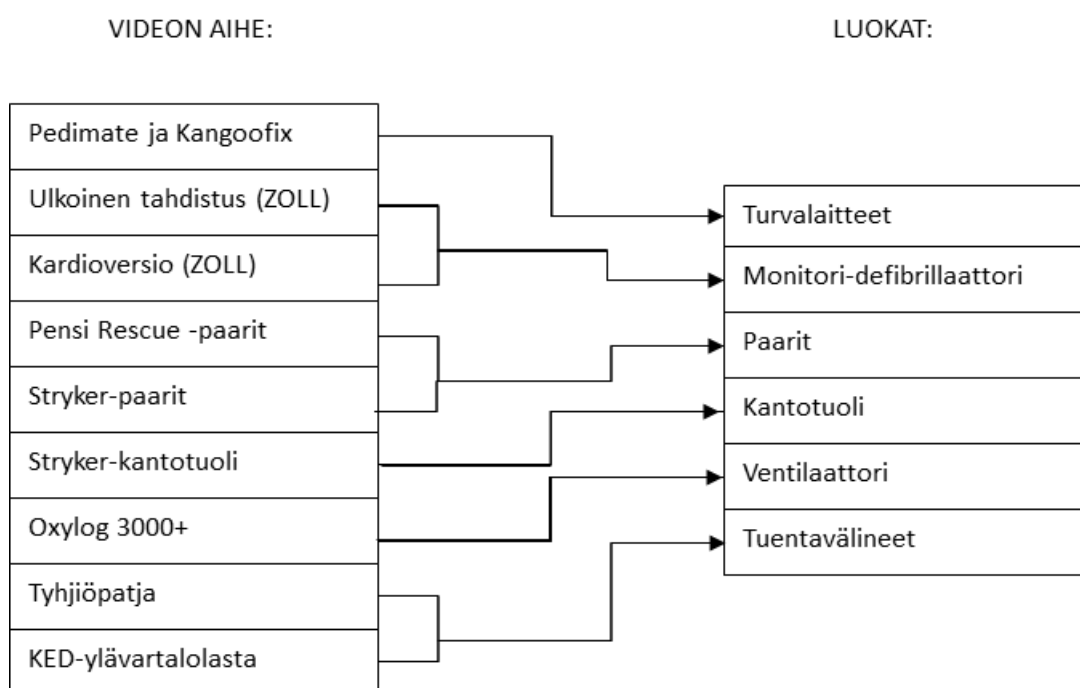 VIDEON AIHE:
LUOKAT:
Pedimate ja Kangoofix
Ulkoinen tahdistus (ZOLL)
Kardioversio (ZOLL)
Pensi Rescue -paarit
Stryker-paarit
Stryker-kantotuoli
Oxylog 3000+
Tyhjiöpatja
KED-ylävartalolasta
Turvalaitteet
Monitori-defibrillaattori
Paarit
Kantotuoli
Ventilaattori
Tuentavälineet